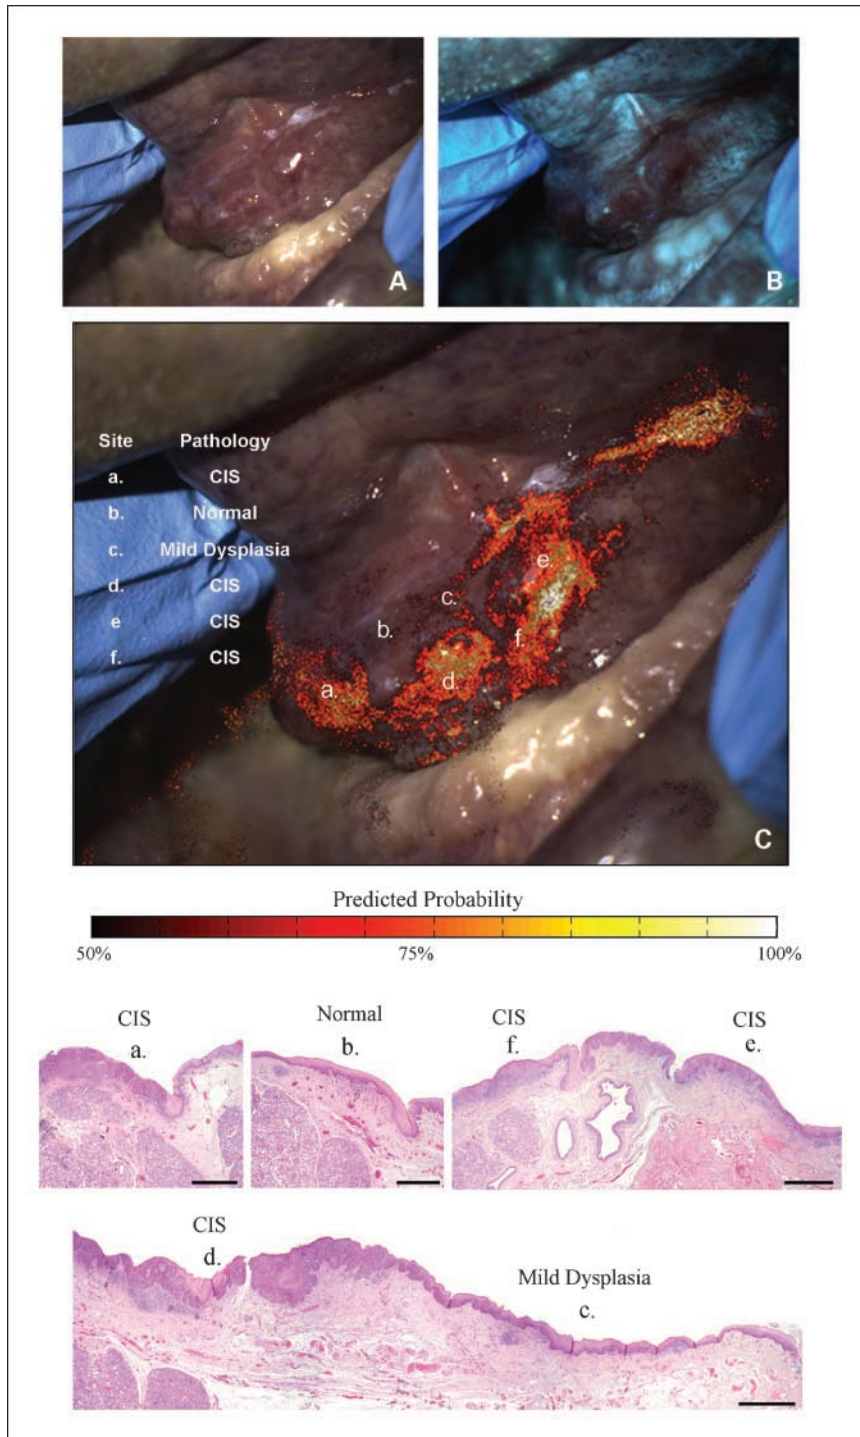 A
B
Site Pathology
a. CIS
b. Normal
c. Mild Dysplasia
d. CIS
e CIS
f. CIS
e.
c.
b.
f.
a.
d.
C
Predicted Probability
50% 75% 100%
CIS
a.
Normal
b.
CIS
f.
CIS
e.
CIS
d.
Mild Dysplasia
c.